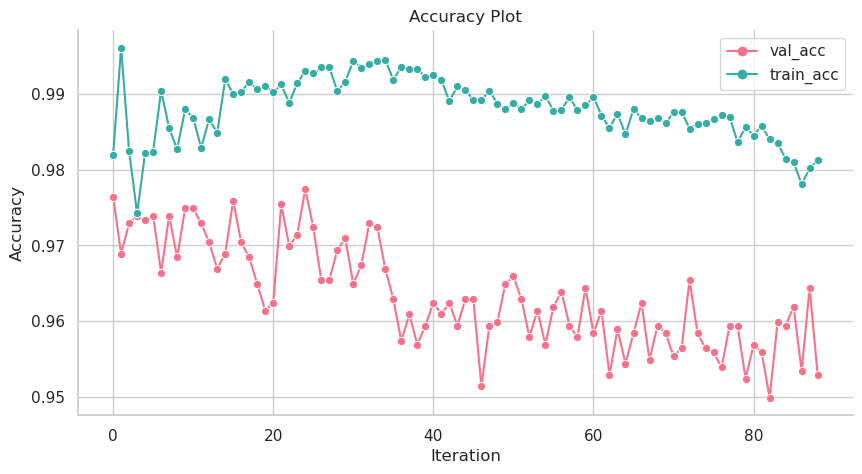 Accuracy Plot
val_acc
train_acc
0.99
0.98
0.97
0.96
0.95
Accuracy
0 20 40 60 80
Iteration